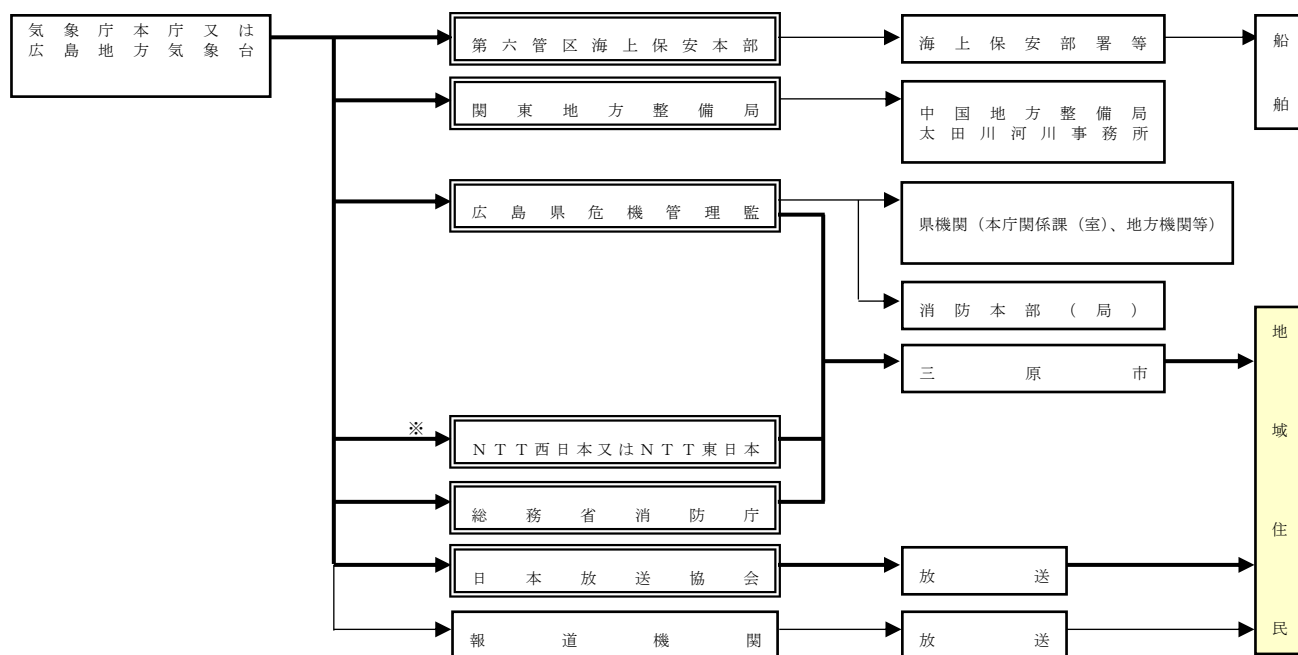 気象庁本庁又は
広島地方気象台
第六管区海上保安本部
海上保安部署等
船舶
関東地方整備局
中国地方整備局
太田川河川事務所
広島県危機管理監
県機関（本庁関係課（室）、地方機関等）
消防本部（局）
三原市
地域住民
※
ＮＴＴ西日本又はＮＴＴ東日本
総務省消防庁
日本放送協会
放送
報道機関
放送